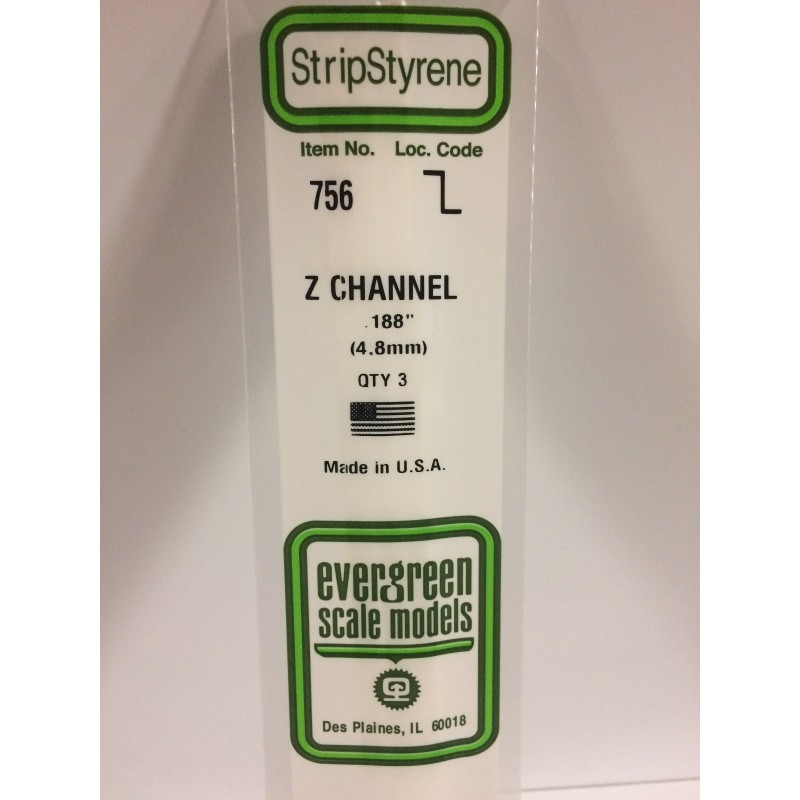 StripStyrene
Item No. Loc. Code
756
Z CHANNEL
.188"
(4.8mm)
QTY 3
Made in U.S.A.
evergreen
scale models
Des Plaines, IL 60018